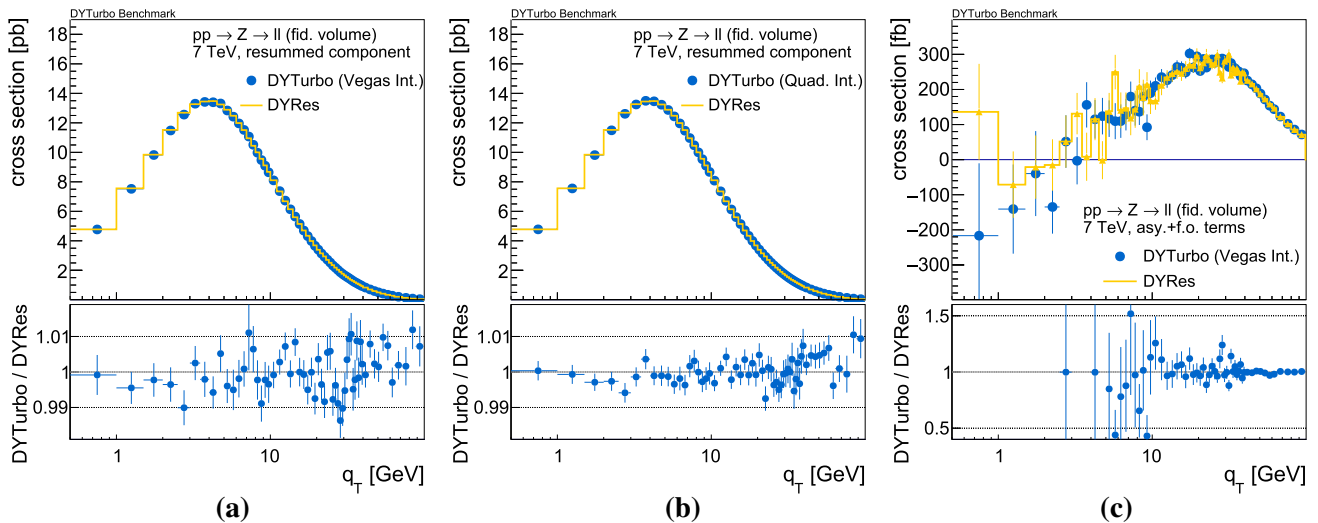 DYTurbo Benchmark
cross section [pb]
18
16
14
12
10
8
6
4
2
pp → Z → ll (fid. volume)
7 TeV, resummed component
DYTurbo (Vegas Int.)
DYRes
DYTurbo / DYRes
1.01
1
0.99
1
10
q_T [GeV]
(a)
DYTurbo Benchmark
cross section [pb]
18
16
14
12
10
8
6
4
2
pp → Z → ll (fid. volume)
7 TeV, resummed component
DYTurbo (Quad. Int.)
DYRes
DYTurbo / DYRes
1.01
1
0.99
1
10
q_T [GeV]
(b)
DYTurbo Benchmark
cross section [fb]
300
200
100
0
−100
−200
−300
pp → Z → ll (fid. volume)
7 TeV, asy.+f.o. terms
DYTurbo (Vegas Int.)
DYRes
DYTurbo / DYRes
1.5
1
0.5
1
10
q_T [GeV]
(c)